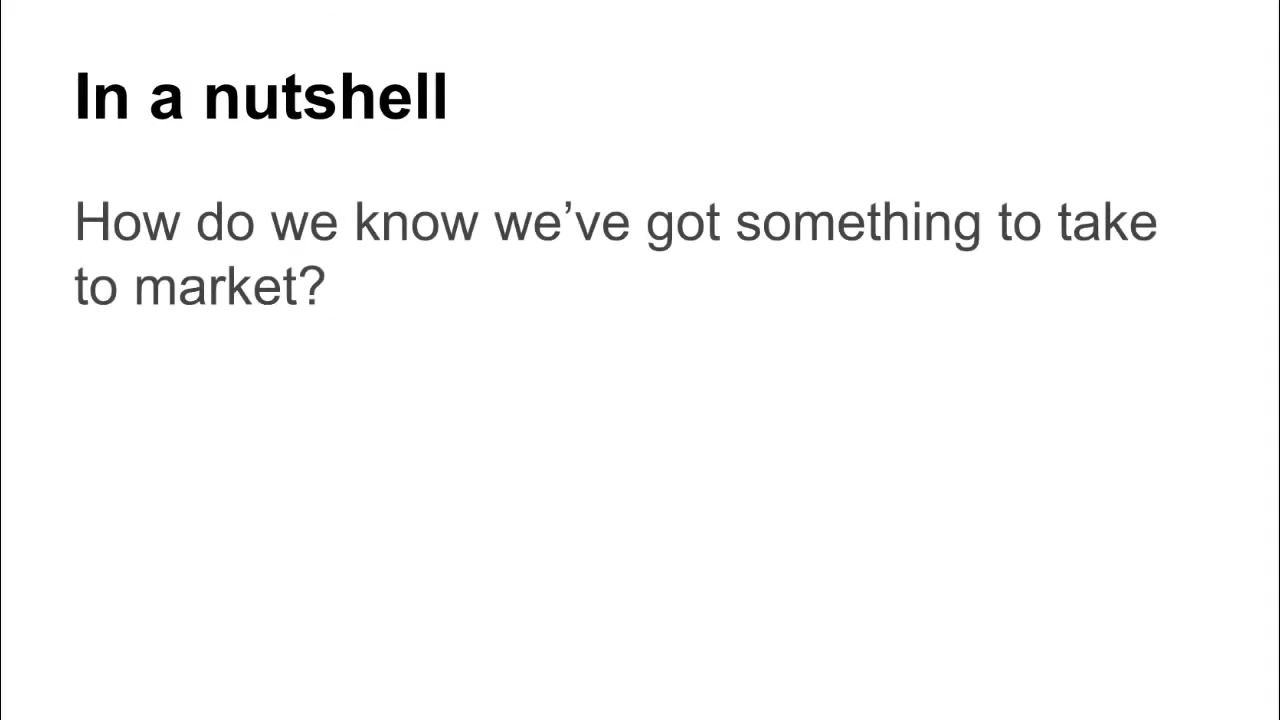 In a nutshell
How do we know we’ve got something to take
to market?